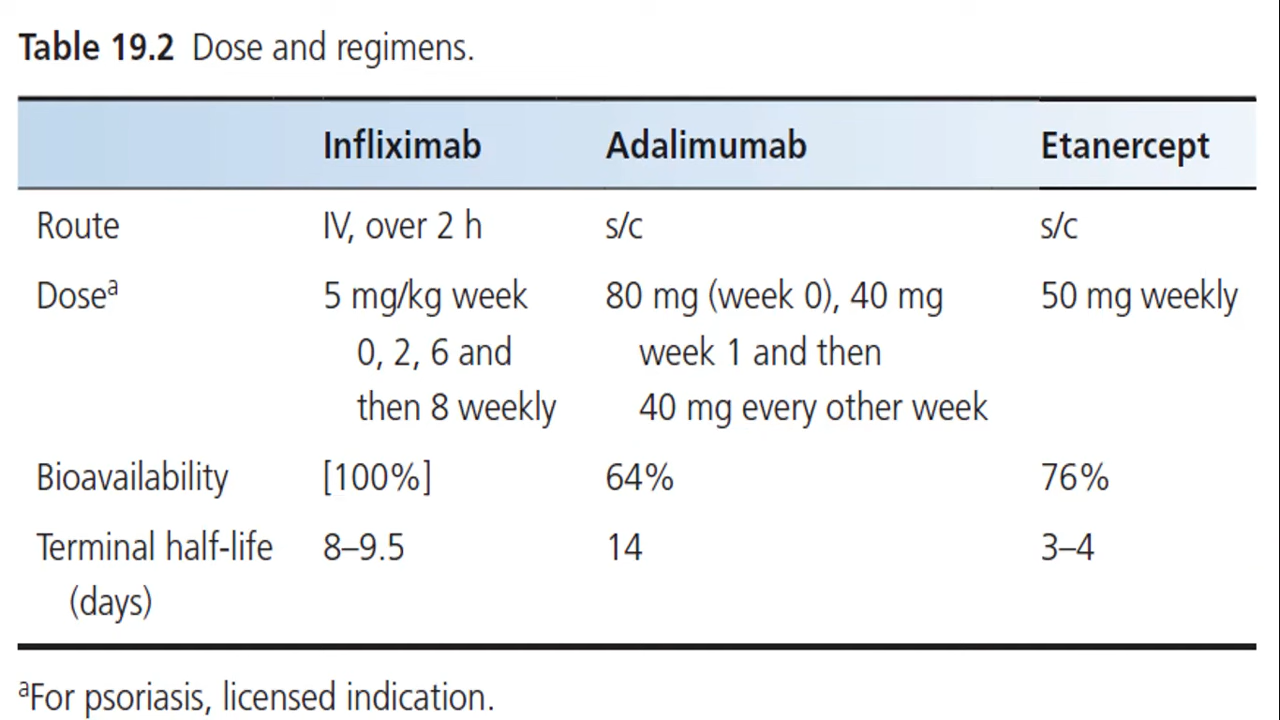 Table 19.2 Dose and regimens.
Infliximab Adalimumab Etanercept
Route IV, over 2 h s/c s/c
Doseᵃ 5 mg/kg week 80 mg (week 0), 40 mg 50 mg weekly
0, 2, 6 and week 1 and then
then 8 weekly 40 mg every other week
Bioavailability [100%] 64% 76%
Terminal half-life 8–9.5 14 3–4
(days)
ᵃFor psoriasis, licensed indication.